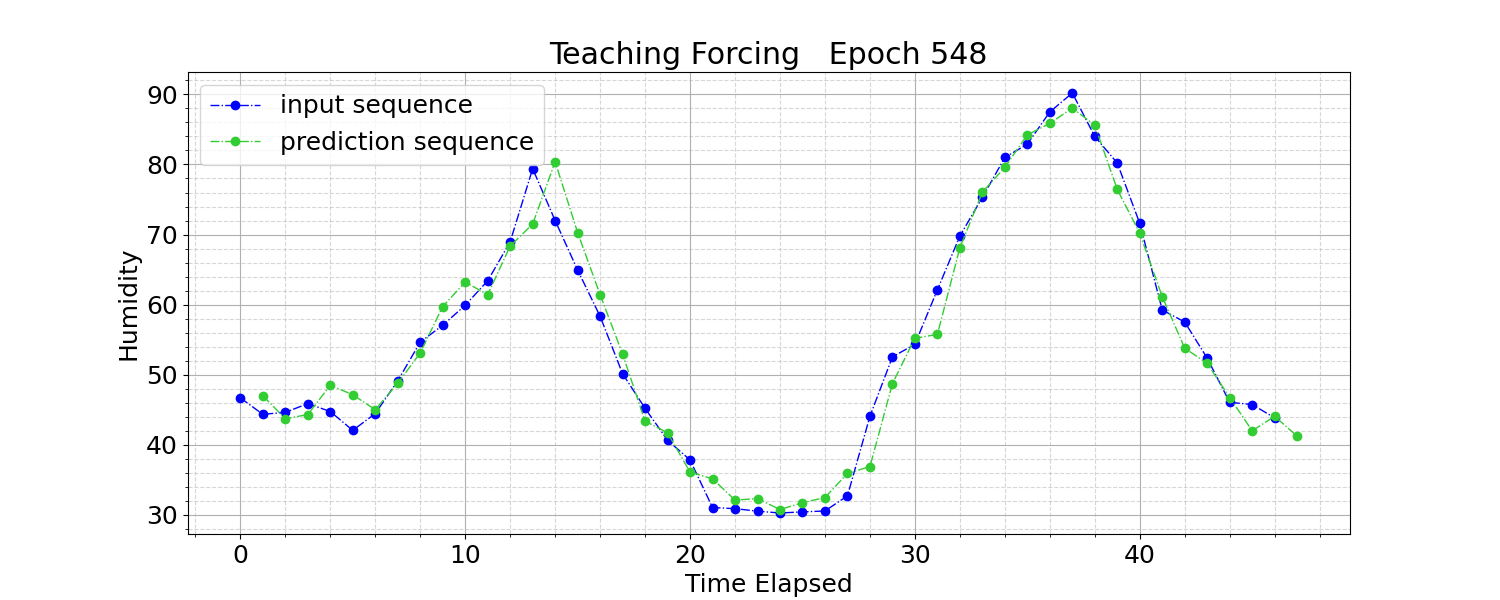 Teaching Forcing   Epoch 548
input sequence
prediction sequence
Humidity
90
80
70
60
50
40
30
0 10 20 30 40
Time Elapsed